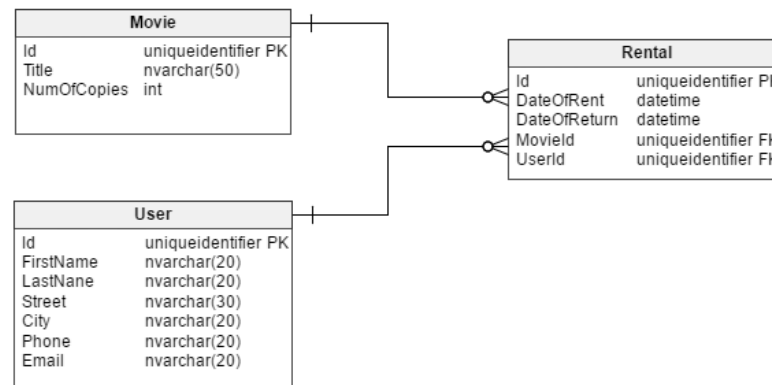 Movie
Id uniqueidentifier PK
Title nvarchar(50)
NumOfCopies int
Rental
Id uniqueidentifier P
DateOfRent datetime
DateOfReturn datetime
MovieId uniqueidentifier F
UserId uniqueidentifier F
User
Id uniqueidentifier PK
FirstName nvarchar(20)
LastNane nvarchar(20)
Street nvarchar(30)
City nvarchar(20)
Phone nvarchar(20)
Email nvarchar(20)